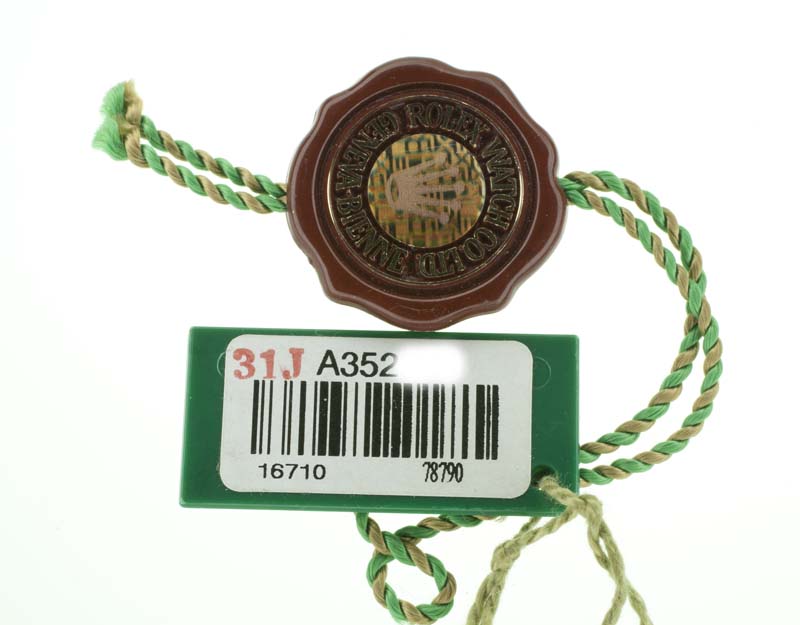 ROLEX WATCH CO. LTD.
GENEVA-BIENNE
31J A352
16710 78790